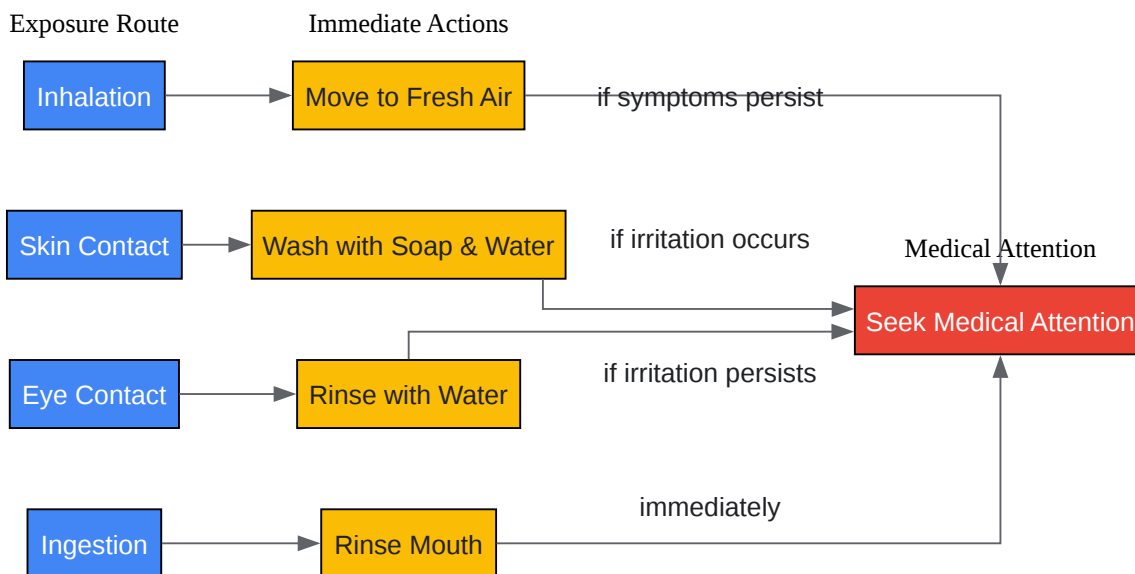 Exposure Route
Immediate Actions
Inhalation
Move to Fresh Air
if symptoms persist
Skin Contact
Wash with Soap & Water
if irritation occurs
Medical Attention
Seek Medical Attention
Eye Contact
Rinse with Water
if irritation persists
Ingestion
Rinse Mouth
immediately